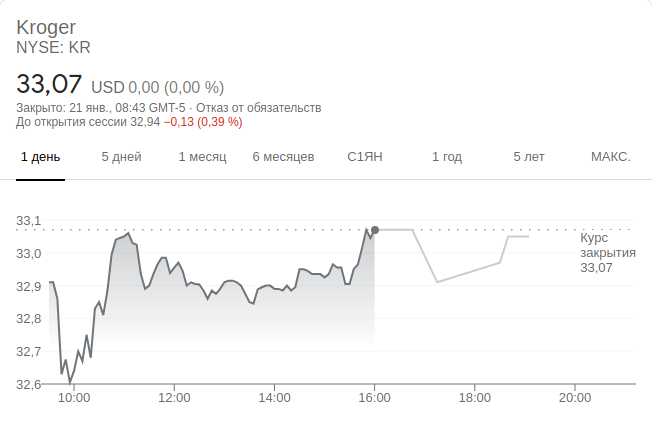 Kroger
NYSE: KR
33,07 USD 0,00 (0,00 %)
Закрыто: 21 янв., 08:43 GMT-5 · Отказ от обязательств
До открытия сессии 32,94 −0,13 (0,39 %)
1 день 5 дней 1 месяц 6 месяцев С1ЯН 1 год 5 лет МАКС.
33,1
33,0
32,9
32,8
32,7
32,6
Курс
закрытия
33,07
10:00 12:00 14:00 16:00 18:00 20:00